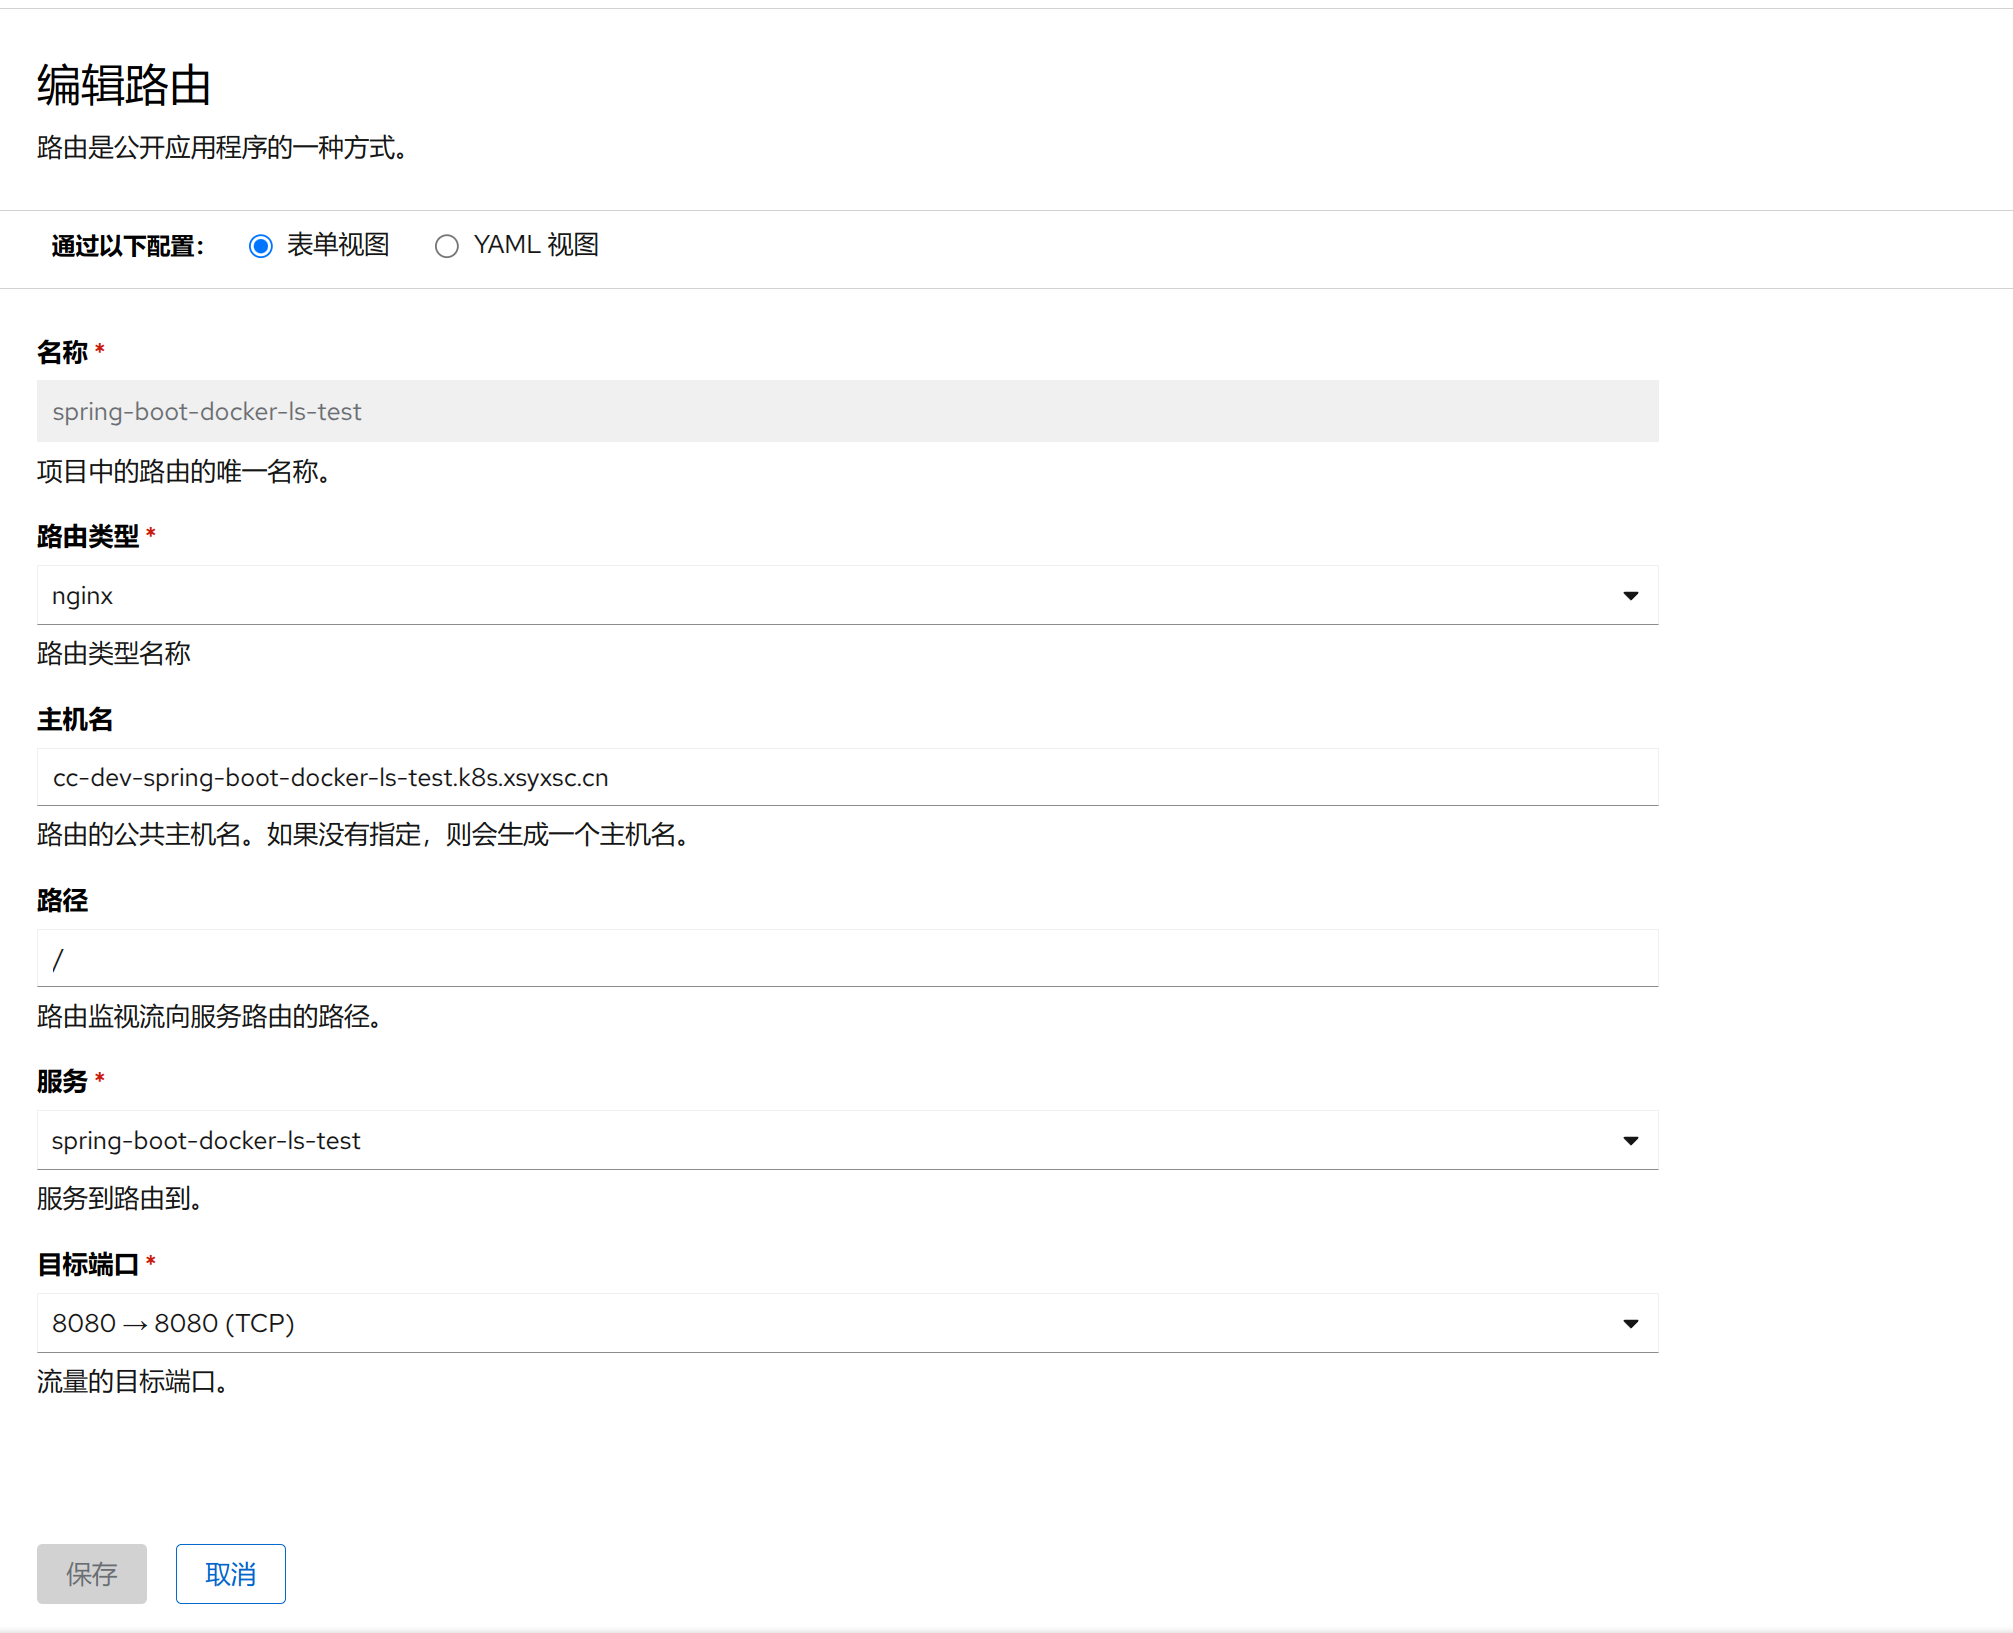 编辑路由
路由是公开应用程序的一种方式。
通过以下配置： 表单视图 YAML 视图
名称 *
spring-boot-docker-ls-test
项目中的路由的唯一名称。
路由类型 *
nginx
路由类型名称
主机名
cc-dev-spring-boot-docker-ls-test.k8s.xsyxsc.cn
路由的公共主机名。如果没有指定，则会生成一个主机名。
路径
/
路由监视流向服务路由的路径。
服务 *
spring-boot-docker-ls-test
服务到路由到。
目标端口 *
8080 → 8080 (TCP)
流量的目标端口。
保存 取消